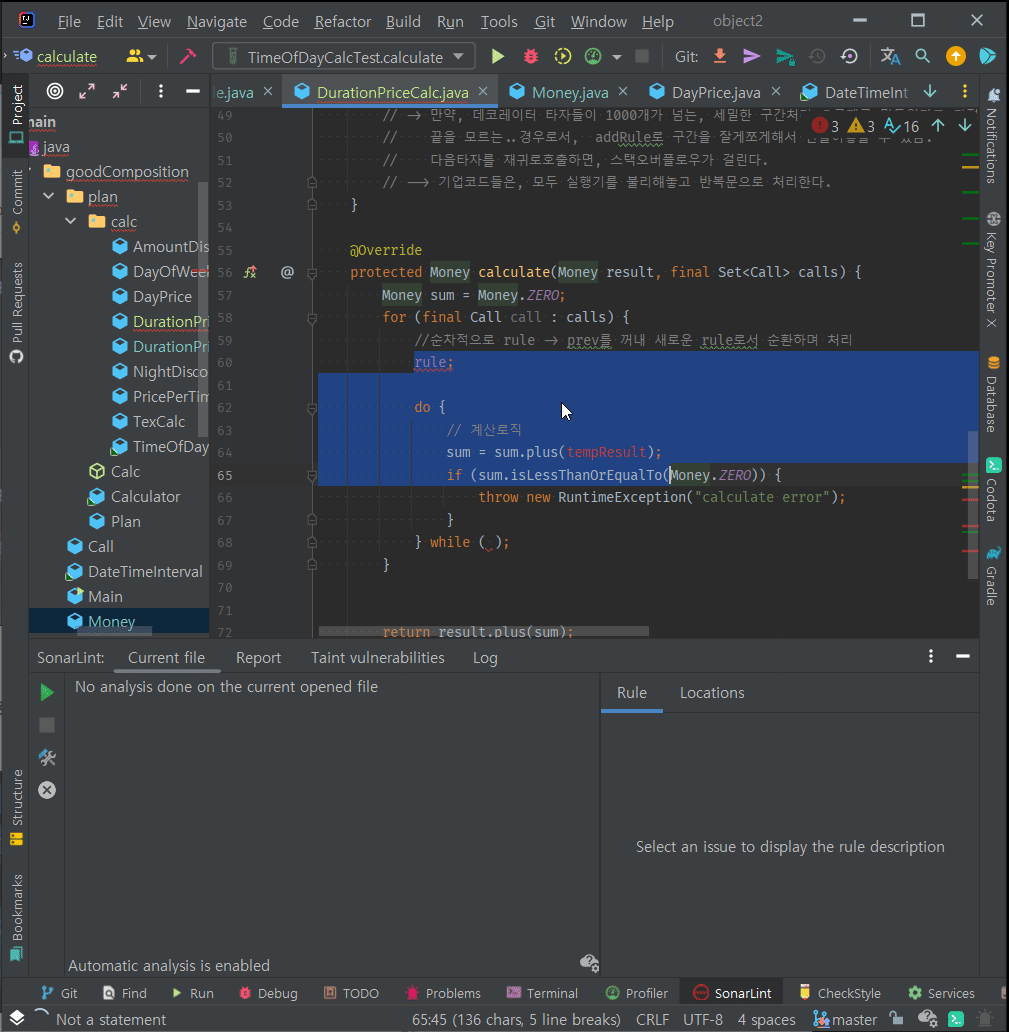 File Edit View Navigate Code Refactor Build Run Tools Git Window Help object2
calculate TimeOfDayCalcTest.calculate Git:
e.java DurationPriceCalc.java Money.java DayPrice.java DateTimeInt
Project
Commit
Pull Requests
Structure
Bookmarks
main
java
goodComposition
plan
calc
AmountDis
DayOfWeek
DayPrice
DurationPri
DurationPri
NightDisco
PricePerTim
TexCalc
TimeOfDay
Calc
Calculator
Plan
Call
DateTimeInterval
Main
Money
3 3 16
49 // -> 만약, 데코레이터 타자들이 1000개가 넘는, 세밀한 구간처리
50 // 끝을 모르는..경우로서, addRule로 구간을 잘게쪼게해서
51 // 다음타자를 재귀로호출하면, 스택오버플로우가 걸린다.
52 // --> 기업코드들은, 모두 실행기를 분리해놓고 반복문으로 처리한다.
53 }
54
55 @Override
56 @ protected Money calculate(Money result, final Set<Call> calls) {
57 Money sum = Money.ZERO;
58 for (final Call call : calls) {
59 //순차적으로 rule -> prev를 꺼내 새로운 rule로서 순환하며 처리
60 rule;
61
62 do {
63 // 계산로직
64 sum = sum.plus(tempResult);
65 if (sum.isLessThanOrEqualTo(Money.ZERO)) {
66 throw new RuntimeException("calculate error");
67 }
68 } while ( );
69 }
70
71
72 return result.plus(sum);
Notifications
Key Promoter X
Database
Codota
Gradle
SonarLint: Current file Report Taint vulnerabilities Log
No analysis done on the current opened file
Rule Locations
Select an issue to display the rule description
Automatic analysis is enabled
Git Find Run Debug TODO Problems Terminal Profiler SonarLint CheckStyle Services
Not a statement 65:45 (136 chars, 5 line breaks) CRLF UTF-8 4 spaces master